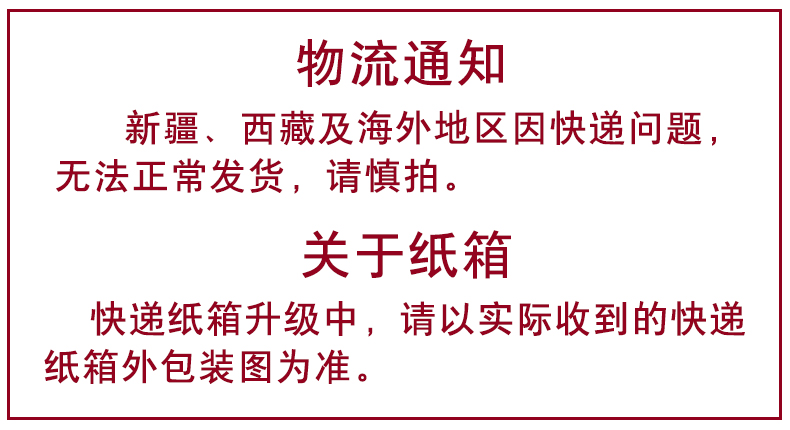 物流通知
新疆、西藏及海外地区因快递问题，
无法正常发货，请慎拍。
关于纸箱
快递纸箱升级中，请以实际收到的快递
纸箱外包装图为准。